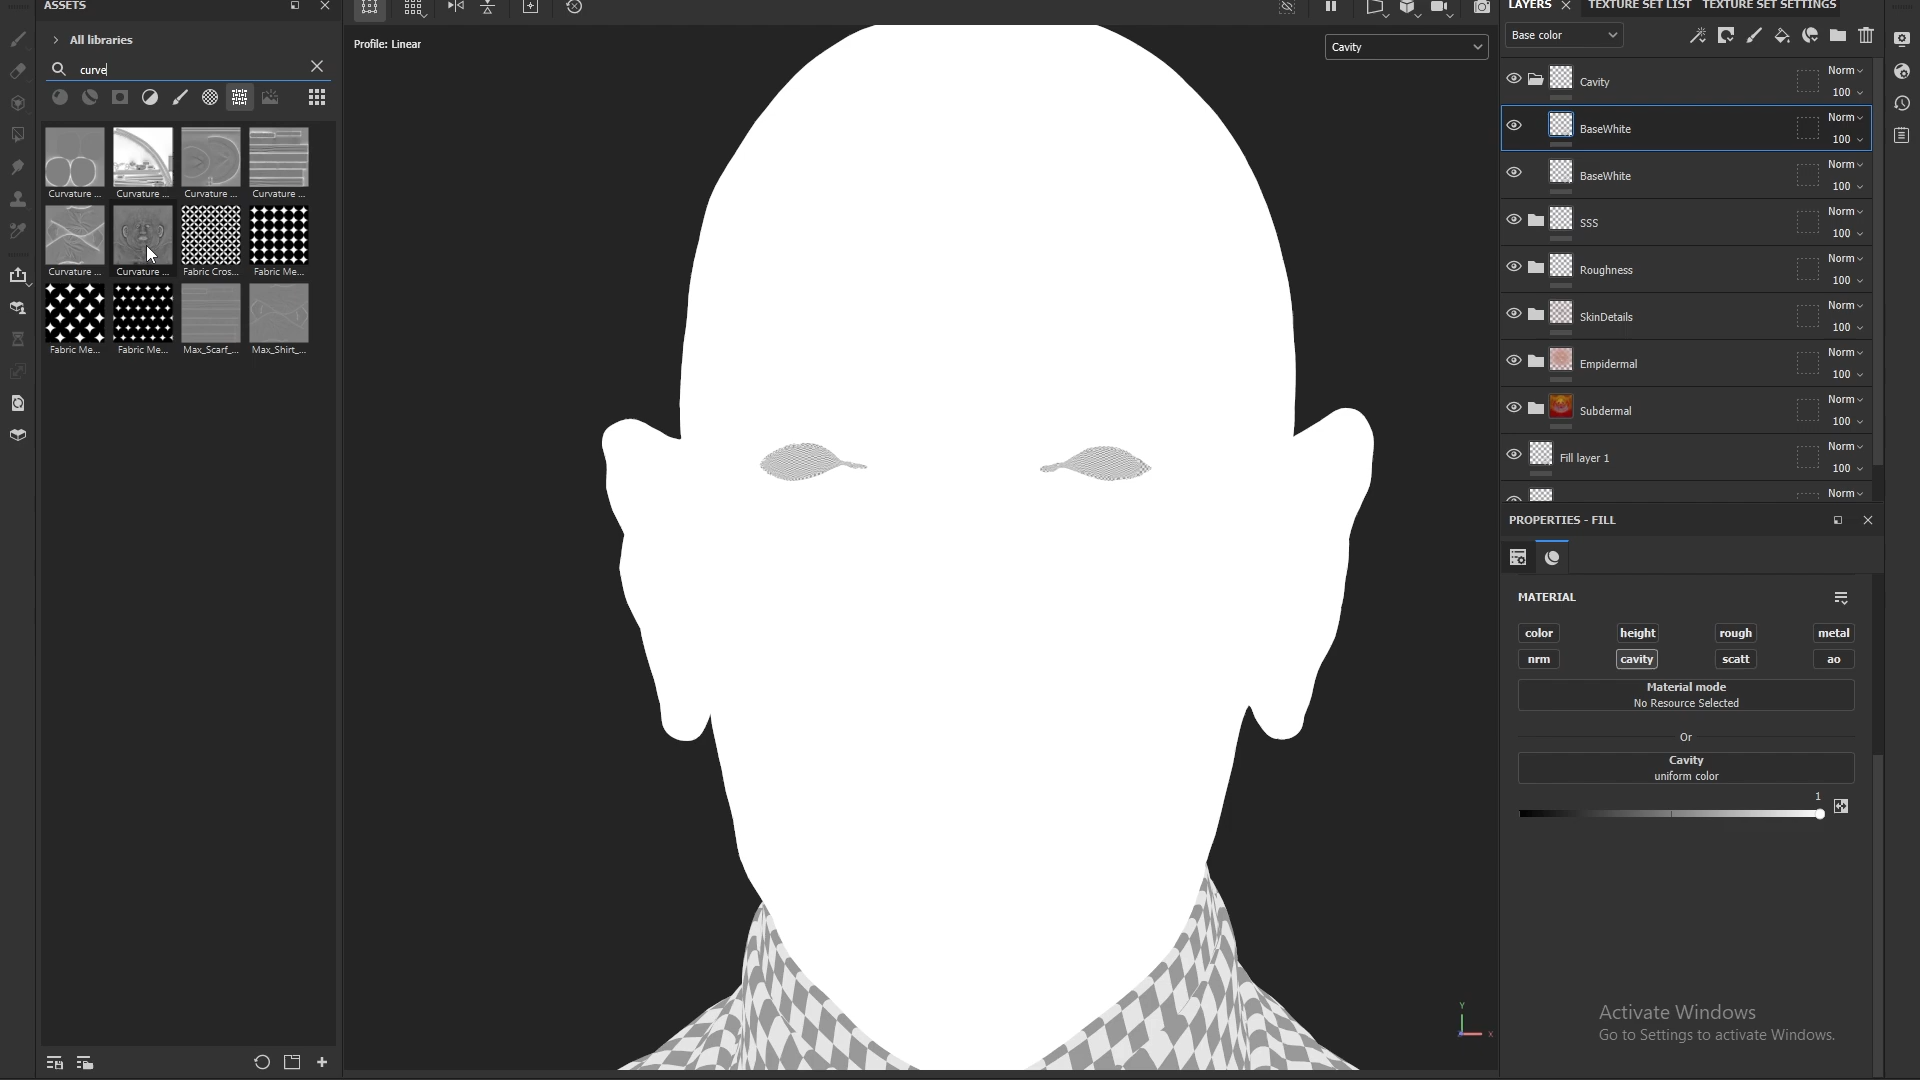 ASSETS
All libraries
curve
Curvature ...
Curvature ...
Curvature ...
Curvature ...
Curvature ...
Curvature ...
Fabric Cros...
Fabric Me...
Fabric Me...
Fabric Me...
Max_Scarf_...
Max_Shirt_...
Profile: Linear
Cavity
Y
X
LAYERS
TEXTURE SET LIST
TEXTURE SET SETTINGS
Base color
Cavity
Norm
100
BaseWhite
Norm
100
BaseWhite
Norm
100
SSS
Norm
100
Roughness
Norm
100
SkinDetails
Norm
100
Empidermal
Norm
100
Subdermal
Norm
100
Fill layer 1
Norm
100
Norm
PROPERTIES - FILL
MATERIAL
color
height
rough
metal
nrm
cavity
scatt
ao
Material mode
No Resource Selected
Or
Cavity
uniform color
1
Activate Windows
Go to Settings to activate Windows.